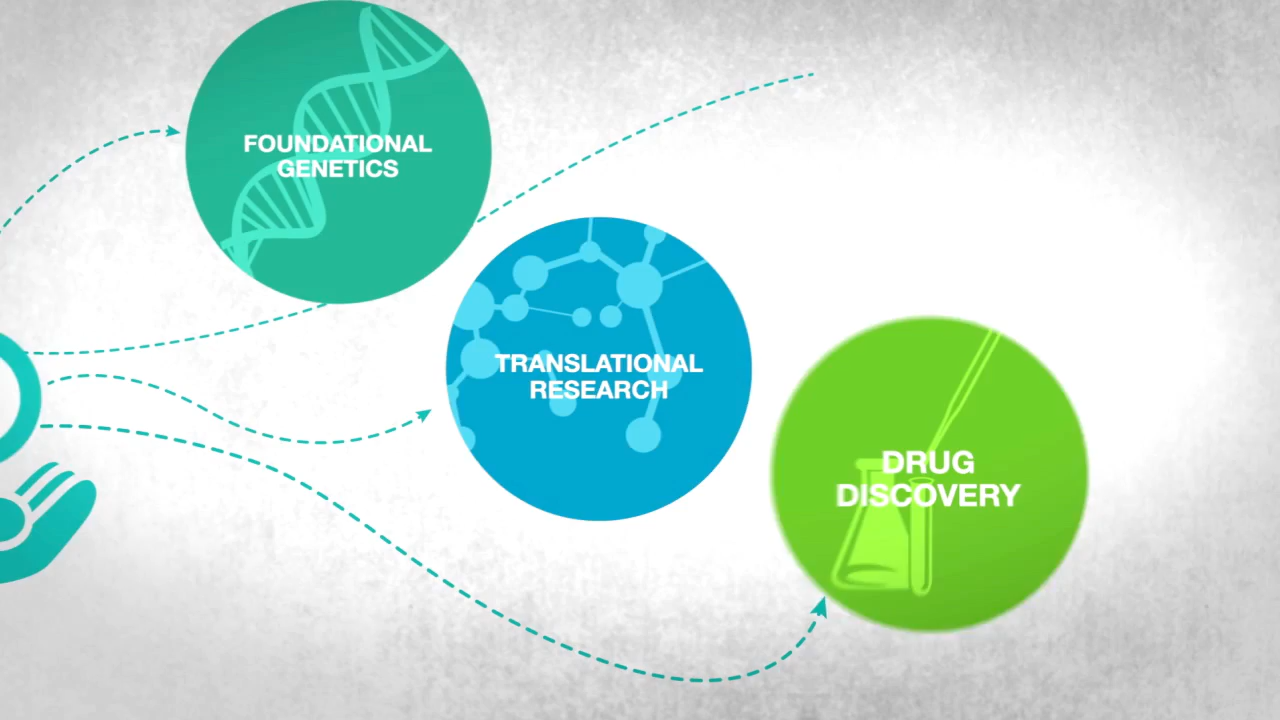 FOUNDATIONAL
GENETICS
TRANSLATIONAL
RESEARCH
DRUG
DISCOVERY